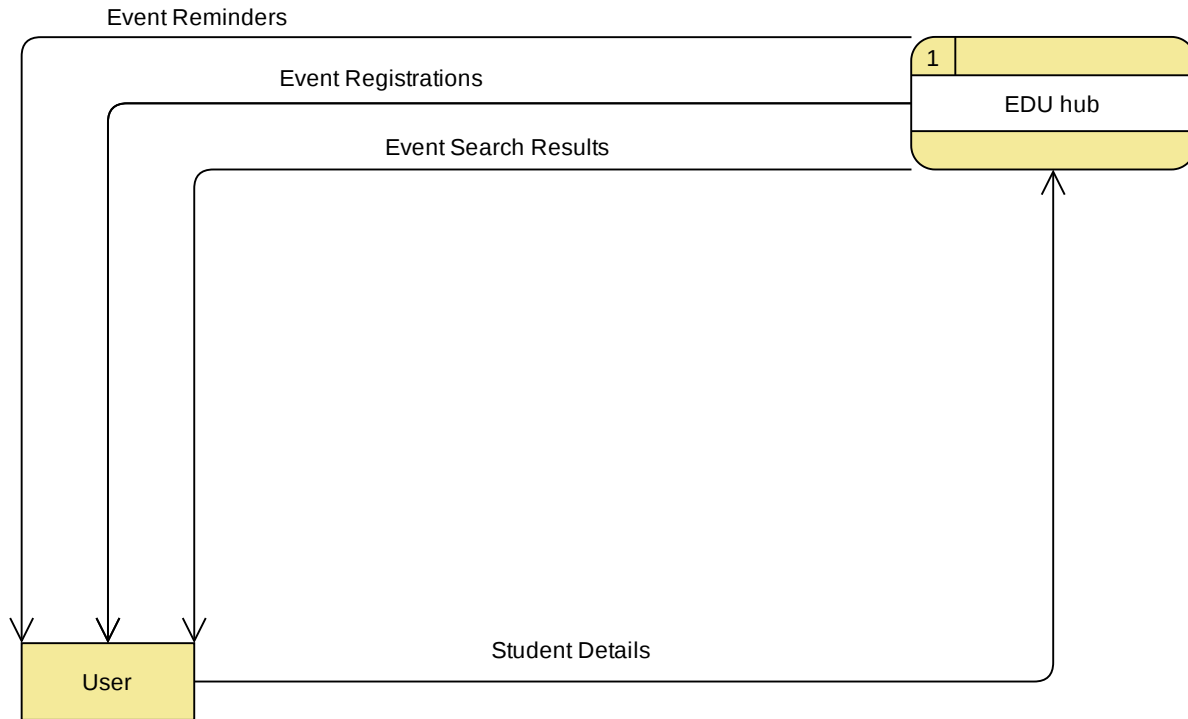 Event Reminders
1
Event Registrations
EDU hub
Event Search Results
Student Details
User